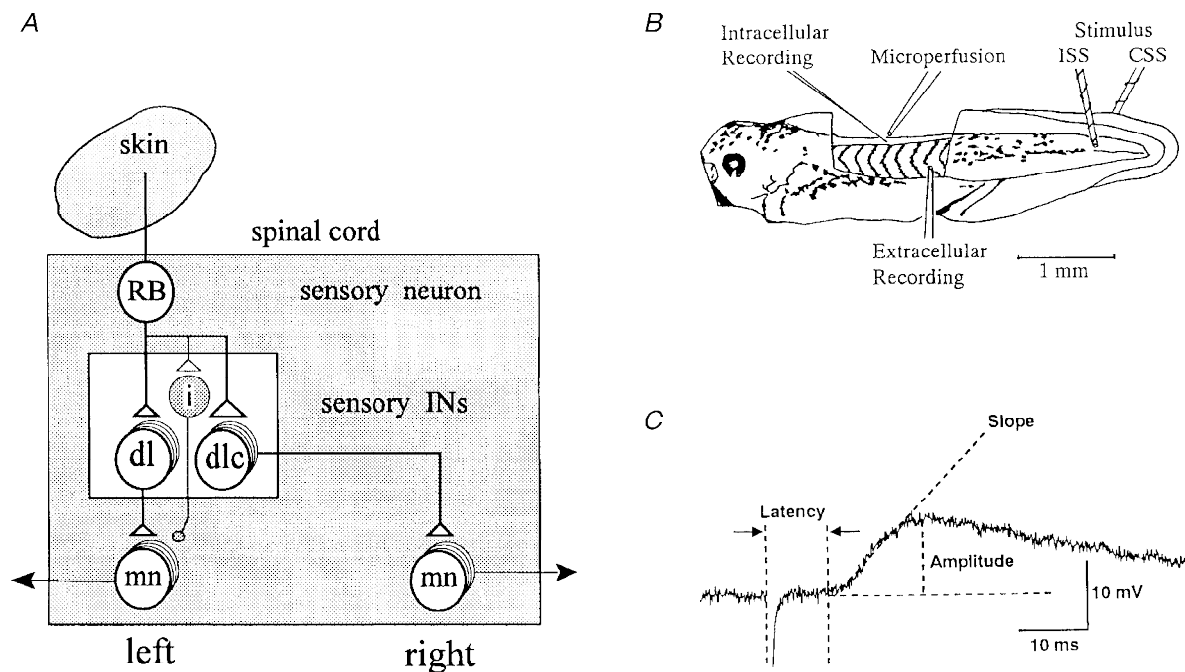 A
skin
spinal cord
RB
sensory neuron
i
sensory INs
dl
dlc
mn
mn
left
right
B
Intracellular
Recording
Microperfusion
Stimulus
ISS
CSS
Extracellular
Recording
1 mm
C
Slope
Latency
Amplitude
10 mV
10 ms